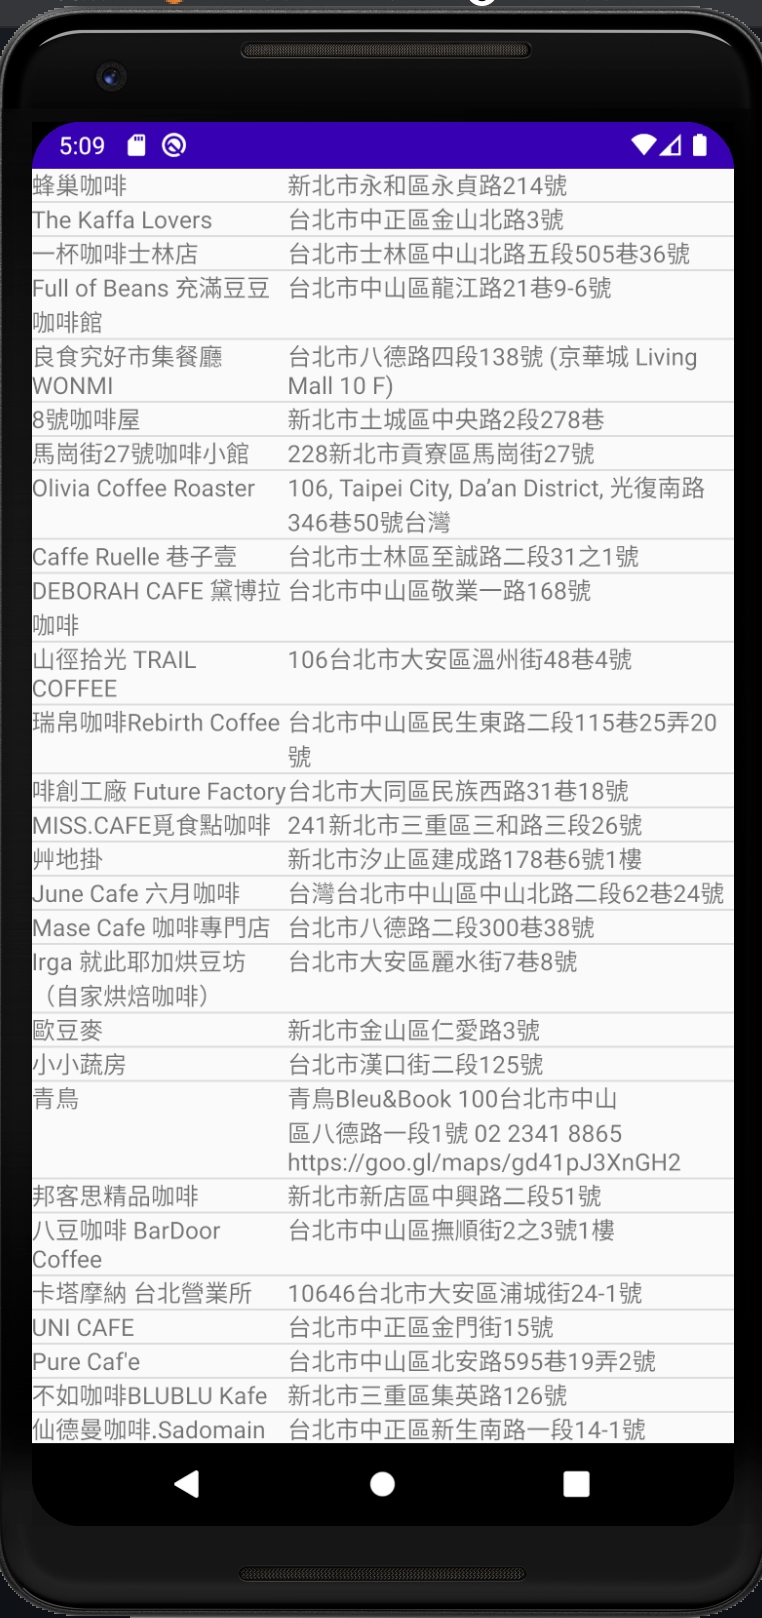 5:09
蜂巢咖啡 新北市永和區永貞路214號
The Kaffa Lovers 台北市中正區金山北路3號
一杯咖啡士林店 台北市士林區中山北路五段505巷36號
Full of Beans 充滿豆豆 台北市中山區龍江路21巷9-6號
咖啡館
良食究好市集餐廳 台北市八德路四段138號 (京華城 Living
WONMI Mall 10 F)
8號咖啡屋 新北市土城區中央路2段278巷
馬崗街27號咖啡小館 228新北市貢寮區馬崗街27號
Olivia Coffee Roaster 106, Taipei City, Da’an District, 光復南路
346巷50號台灣
Caffe Ruelle 巷子壹 台北市士林區至誠路二段31之1號
DEBORAH CAFE 黛博拉 台北市中山區敬業一路168號
咖啡
山徑拾光 TRAIL 106台北市大安區溫州街48巷4號
COFFEE
瑞帛咖啡Rebirth Coffee 台北市中山區民生東路二段115巷25弄20
號
啡創工廠 Future Factory 台北市大同區民族西路31巷18號
MISS.CAFE覓食點咖啡 241新北市三重區三和路三段26號
艸地掛 新北市汐止區建成路178巷6號1樓
June Cafe 六月咖啡 台灣台北市中山區中山北路二段62巷24號
Mase Cafe 咖啡專門店 台北市八德路二段300巷38號
Irga 就此耶加烘豆坊 台北市大安區麗水街7巷8號
（自家烘焙咖啡）
歐豆麥 新北市金山區仁愛路3號
小小蔬房 台北市漢口街二段125號
青鳥 青鳥Bleu&Book 100台北市中山
區八德路一段1號 02 2341 8865
https://goo.gl/maps/gd41pJ3XnGH2
邦客思精品咖啡 新北市新店區中興路二段51號
八豆咖啡 BarDoor 台北市中山區撫順街2之3號1樓
Coffee
卡塔摩納 台北營業所 10646台北市大安區浦城街24-1號
UNI CAFE 台北市中正區金門街15號
Pure Caf'e 台北市中山區北安路595巷19弄2號
不如咖啡BLUBLU Kafe 新北市三重區集英路126號
仙德曼咖啡.Sadomain 台北市中正區新生南路一段14-1號